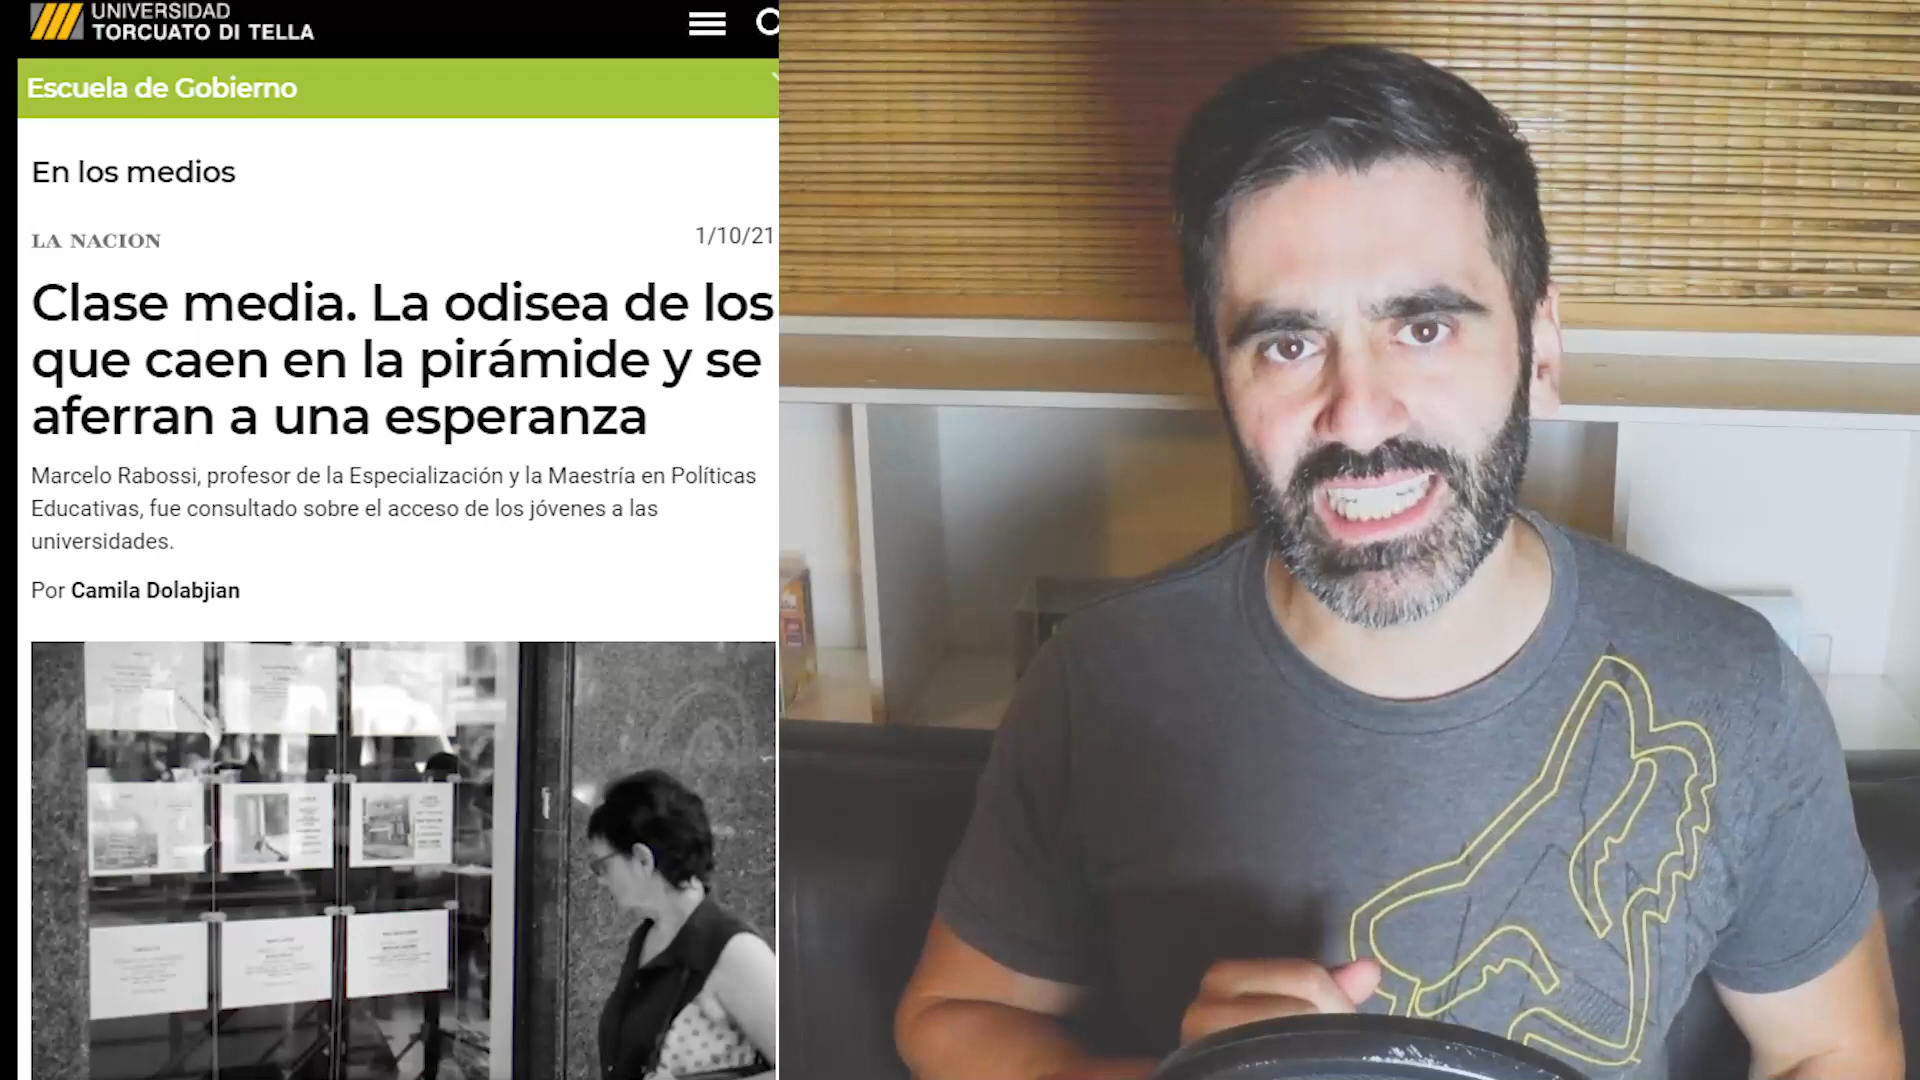 UNIVERSIDAD
TORCUATO DI TELLA
Escuela de Gobierno
En los medios
LA NACION
1/10/21
Clase media. La odisea de los
que caen en la pirámide y se
aferran a una esperanza
Marcelo Rabossi, profesor de la Especialización y la Maestría en Políticas
Educativas, fue consultado sobre el acceso de los jóvenes a las
universidades.
Por Camila Dolabjian